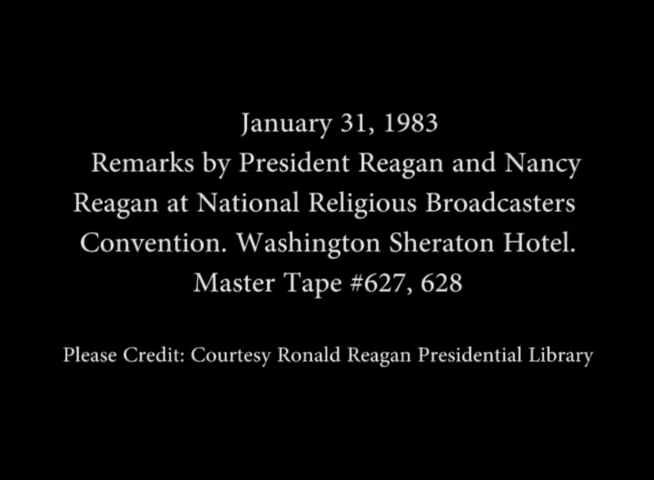 January 31, 1983
Remarks by President Reagan and Nancy
Reagan at National Religious Broadcasters
Convention. Washington Sheraton Hotel.
Master Tape #627, 628
Please Credit: Courtesy Ronald Reagan Presidential Library